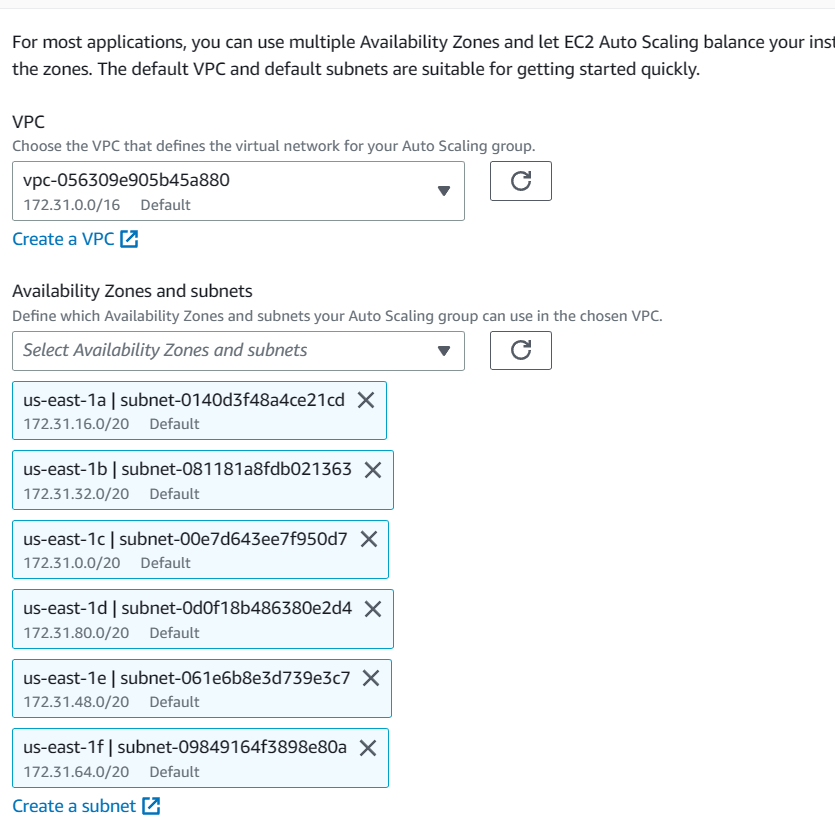 For most applications, you can use multiple Availability Zones and let EC2 Auto Scaling balance your inst
the zones. The default VPC and default subnets are suitable for getting started quickly.
VPC
Choose the VPC that defines the virtual network for your Auto Scaling group.
vpc-056309e905b45a880
172.31.0.0/16 Default
Create a VPC
Availability Zones and subnets
Define which Availability Zones and subnets your Auto Scaling group can use in the chosen VPC.
Select Availability Zones and subnets
us-east-1a | subnet-0140d3f48a4ce21cd
172.31.16.0/20 Default
us-east-1b | subnet-081181a8fdb021363
172.31.32.0/20 Default
us-east-1c | subnet-00e7d643ee7f950d7
172.31.0.0/20 Default
us-east-1d | subnet-0d0f18b486380e2d4
172.31.80.0/20 Default
us-east-1e | subnet-061e6b8e3d739e3c7
172.31.48.0/20 Default
us-east-1f | subnet-09849164f3898e80a
172.31.64.0/20 Default
Create a subnet